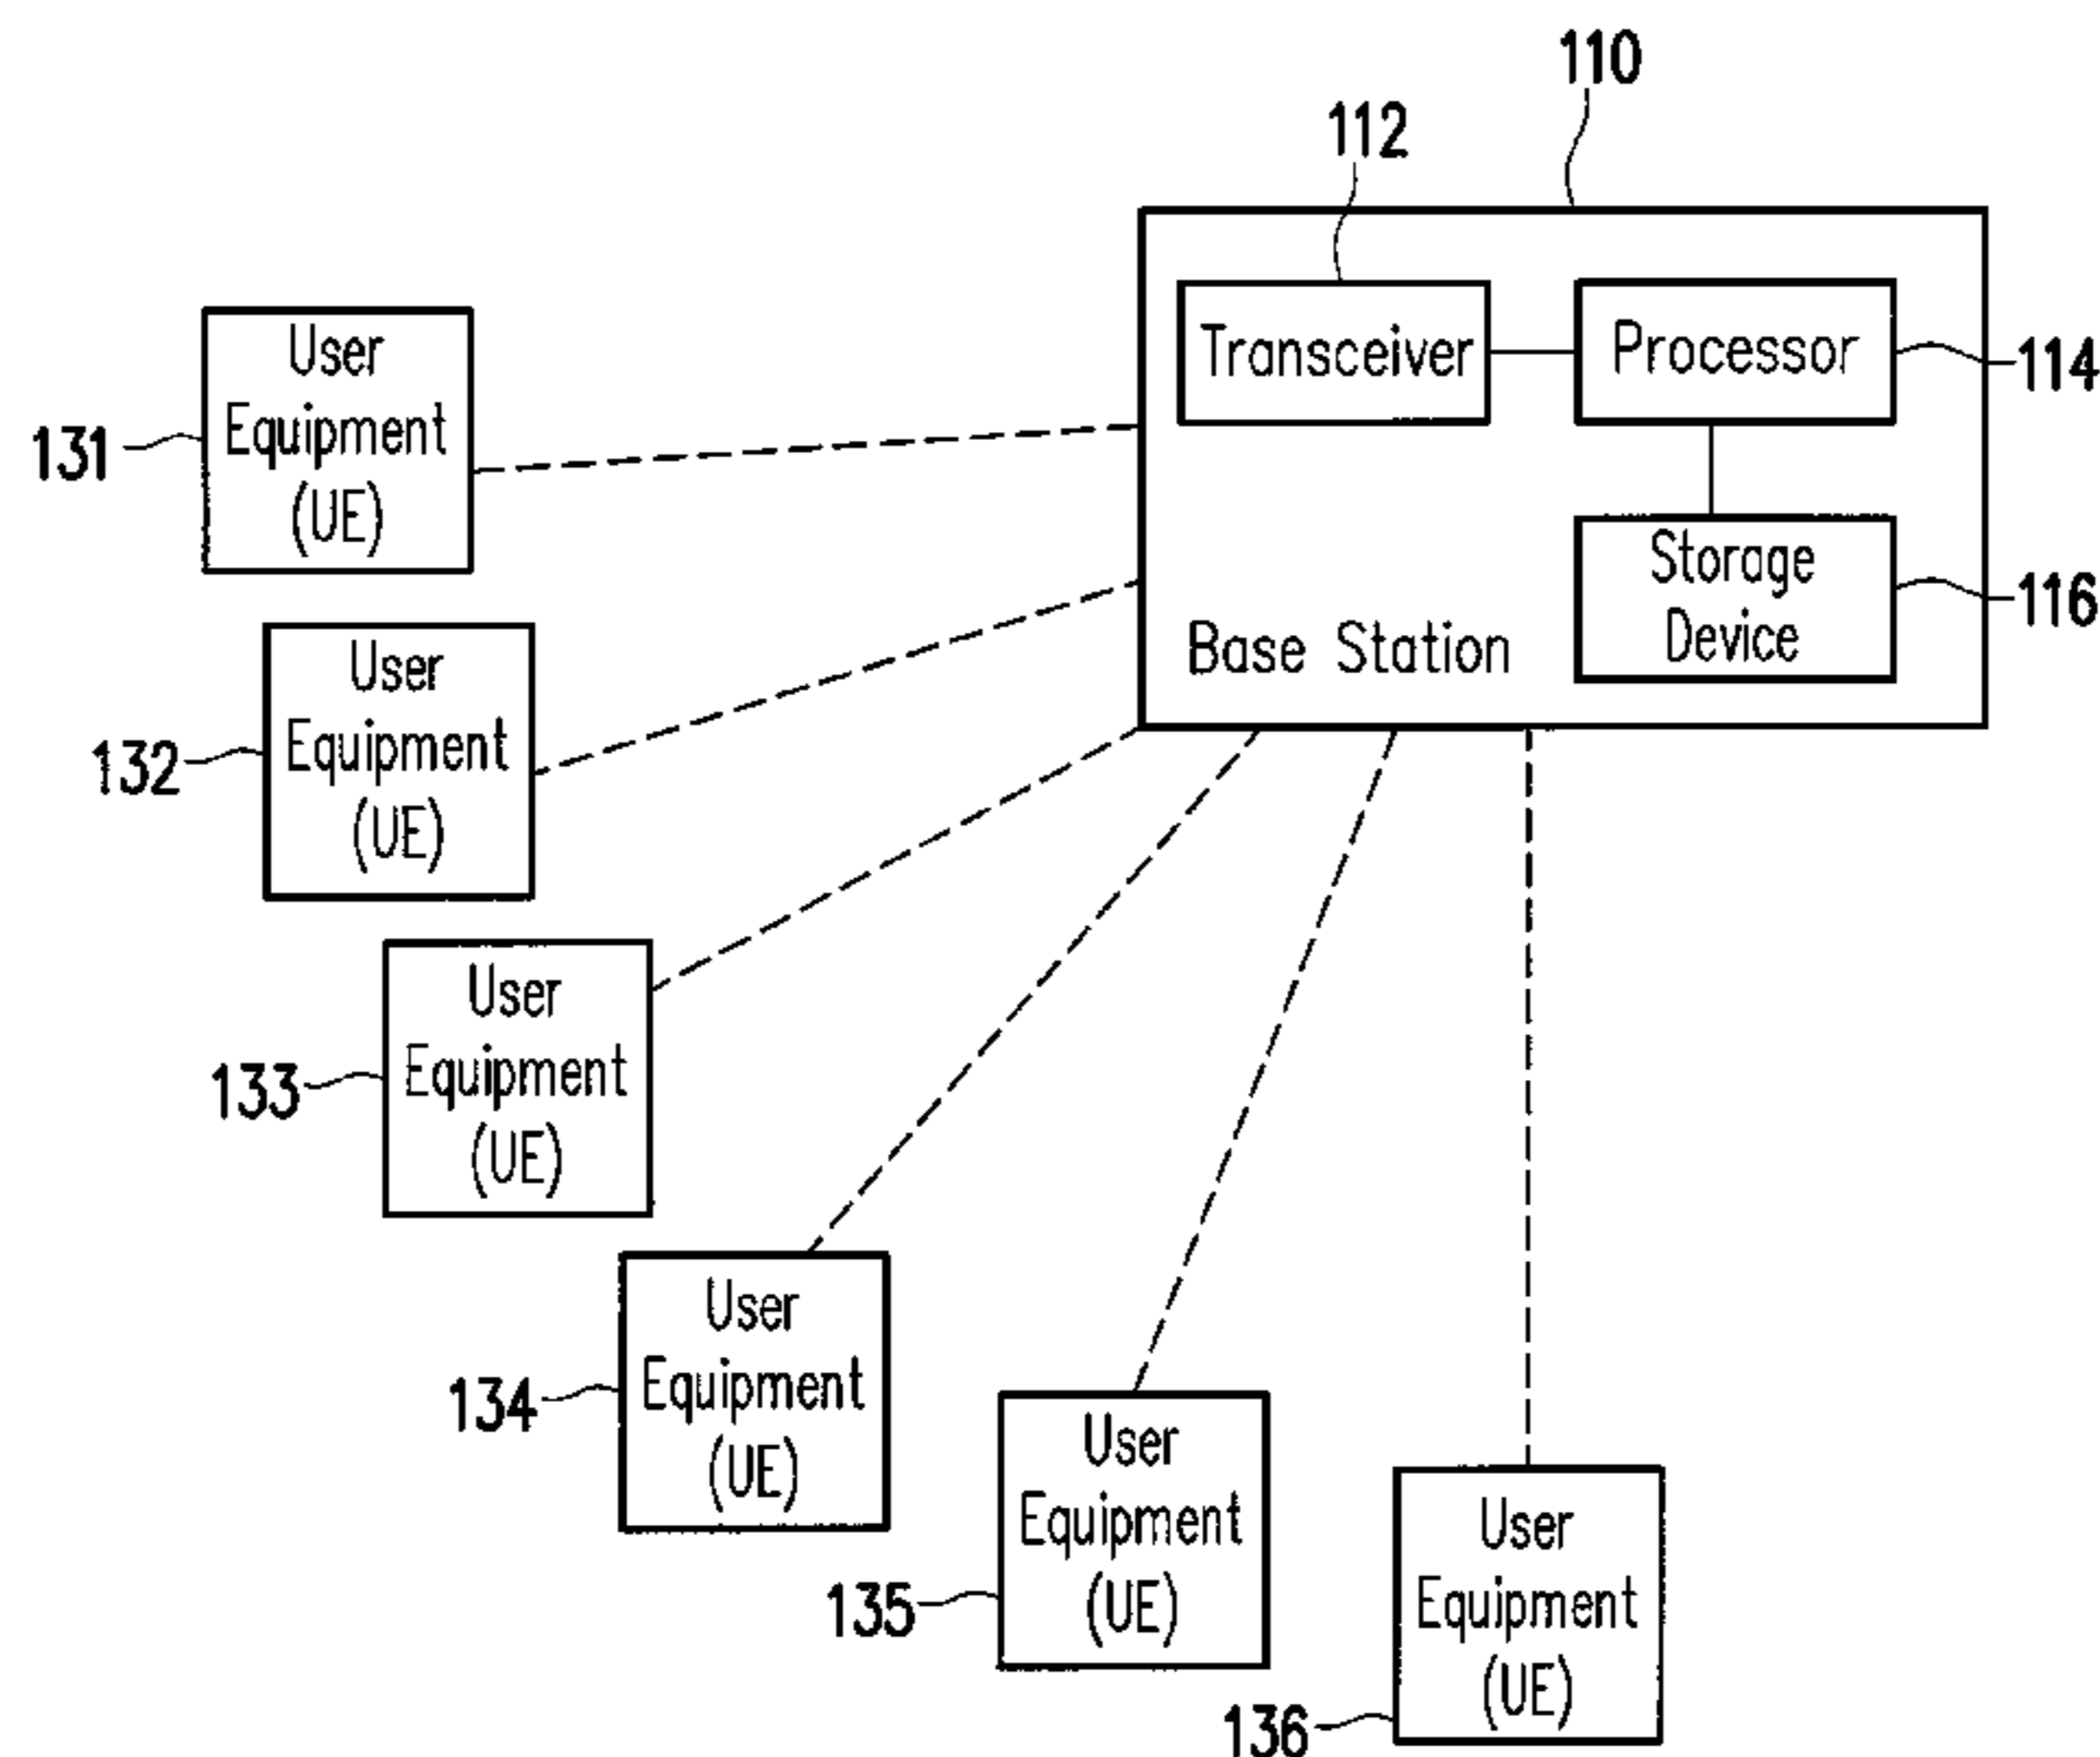 110
112
Transceiver
Processor
114
Storage
Device
116
Base Station
User
Equipment
(UE)
131
User
Equipment
(UE)
132
User
Equipment
(UE)
133
User
Equipment
(UE)
134
User
Equipment
(UE)
135
User
Equipment
(UE)
136